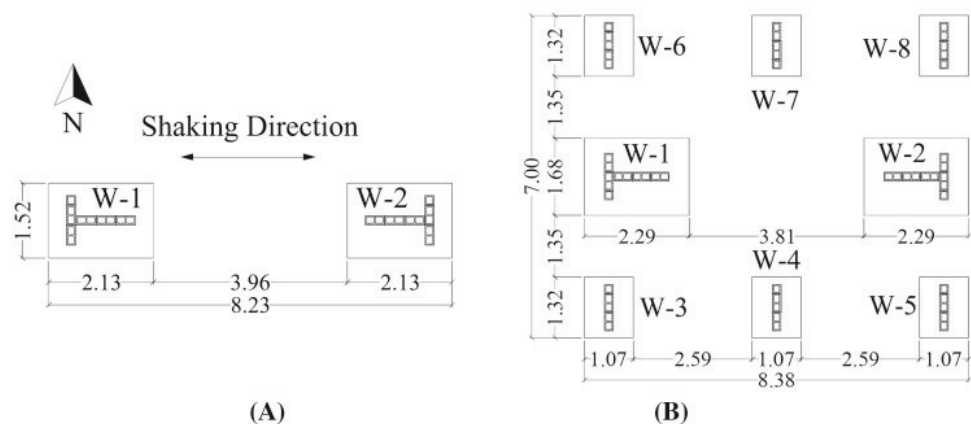 N
Shaking Direction
W-1
W-2
1.52
2.13
3.96
2.13
8.23
(A)
W-6
W-7
W-8
1.32
1.35
7.00
W-1
W-2
1.68
2.29
3.81
2.29
1.35
W-4
W-3
W-5
1.32
1.07
2.59
1.07
2.59
1.07
8.38
(B)